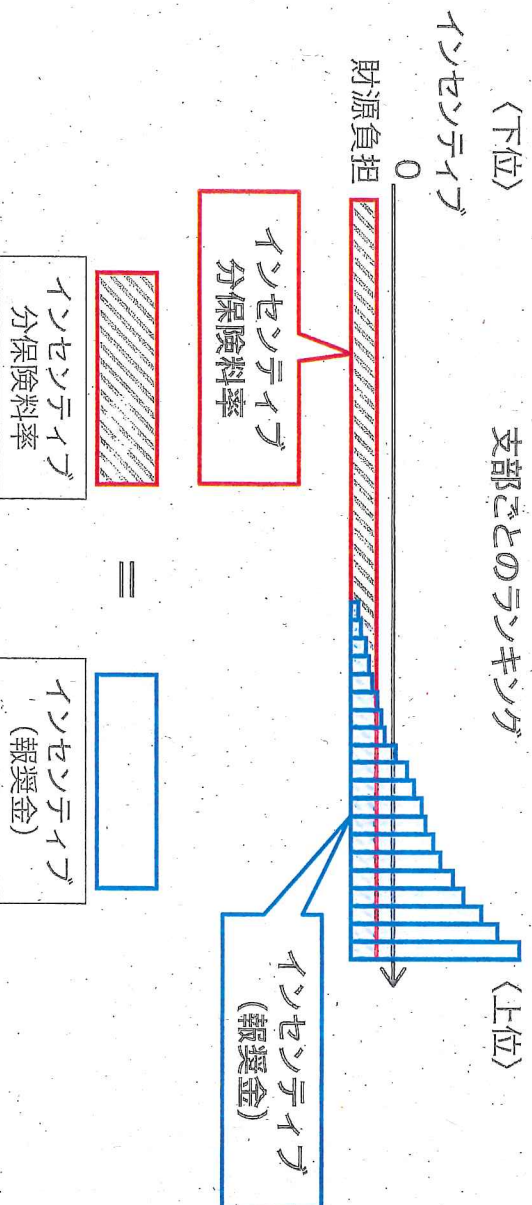 〈下位〉
支部ごとのランキング
〈上位〉
インセンティブ
0
財源負担
インセンティブ
分保険料率
インセンティブ
(報奨金)
インセンティブ
分保険料率
=
インセンティブ
(報奨金)